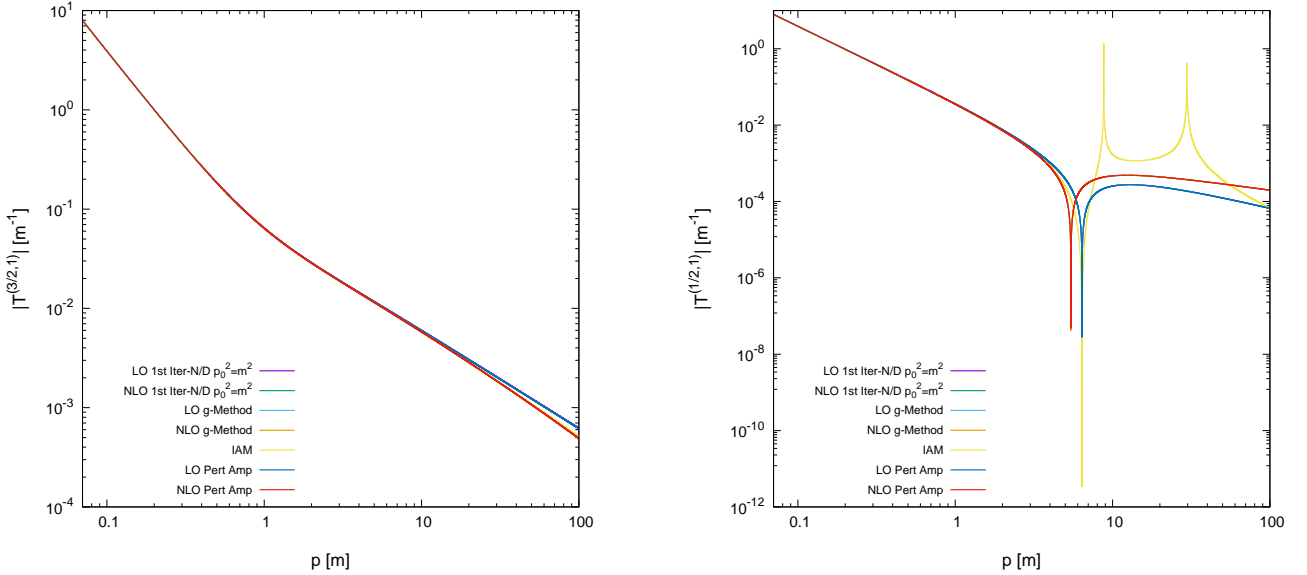 |T^(3/2,1)| [m^-1]
10^1
10^0
10^-1
10^-2
10^-3
10^-4
LO 1st Iter-N/D p_0^2=m^2
NLO 1st Iter-N/D p_0^2=m^2
LO g-Method
NLO g-Method
IAM
LO Pert Amp
NLO Pert Amp
0.1 1 10 100
p [m]
|T^(1/2,1)| [m^-1]
10^0
10^-2
10^-4
10^-6
10^-8
10^-10
10^-12
LO 1st Iter-N/D p_0^2=m^2
NLO 1st Iter-N/D p_0^2=m^2
LO g-Method
NLO g-Method
IAM
LO Pert Amp
NLO Pert Amp
0.1 1 10 100
p [m]